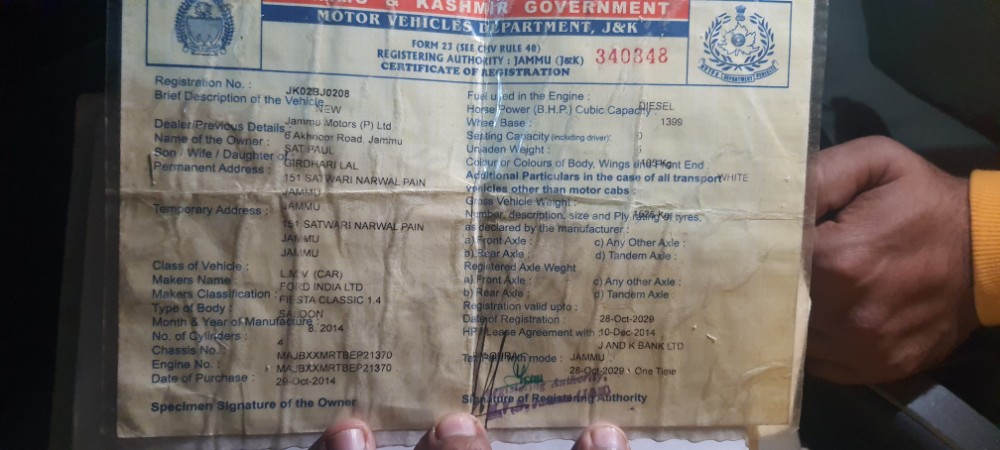 & KASHMIR GOVERNMENT
MOTOR VEHICLES DEPARTMENT, J&K
FORM 23 (SEE CMV RULE 48)
REGISTERING AUTHORITY : JAMMU (J&K)
340348
CERTIFICATE OF REGISTRATION
Registration No. : JK02BJ0208
Brief Description of the Vehicle
NEW
Dealer/Previous Details : Jammu Motors (P) Ltd
6 Akhnoor Road, Jammu
Name of the Owner : SAT PAUL
Son / Wife / Daughter of GIRDHARI LAL
Permanent Address : 151 SATWARI NARWAL PAIN
JAMMU
JAMMU
Temporary Address : 151 SATWARI NARWAL PAIN
JAMMU
JAMMU
Class of Vehicle : L.M.V (CAR)
Makers Name : FORD INDIA LTD
Makers Classification : FIESTA CLASSIC 1.4
Type of Body : SALOON
Month & Year of Manufacture : 8, 2014
No. of Cylinders : 4
Chassis No. : MAJBXXMRTBEP21370
Engine No. : MAJBXXMRTBEP21370
Date of Purchase : 29-Oct-2014
Specimen Signature of the Owner
Fuel used in the Engine : DIESEL
Horse Power (B.H.P.) Cubic Capacity :
Wheel Base : 1399
Seating Capacity (including driver)
Unladen Weight :
Colour or Colours of Body, Wings and Front End
WHITE
Additional Particulars in the case of all transport
vehicles other than motor cabs :
Gross Vehicle Weight :
Number, description, size and Ply rating of tyres,
as declared by the manufacturer :
a) Front Axle : c) Any Other Axle :
b) Rear Axle : d) Tandem Axle :
Registered Axle Weght
a) Front Axle : c) Any other Axle :
b) Rear Axle : d) Tandem Axle :
Registration valid upto : 28-Oct-2029
Date of Registration : 10-Dec-2014
HP / Lease Agreement with : J AND K BANK LTD
JAMMU
with mode : 28-Oct-2029 One Time
Registering Authority
Signature of Registering Authority